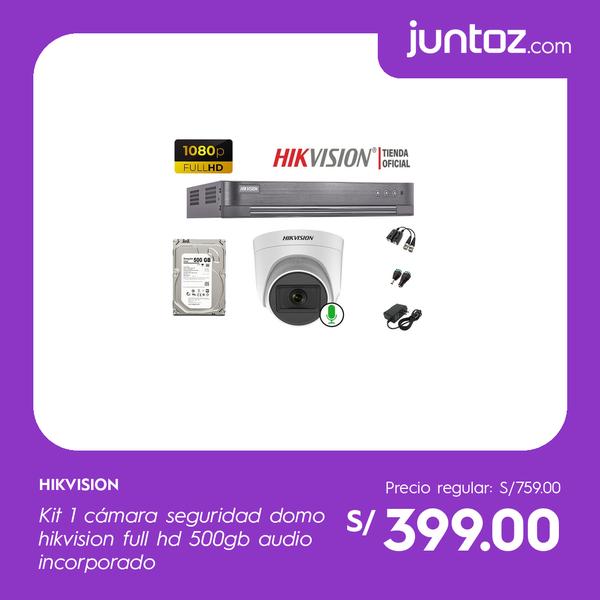 juntoz.com
1080p
FULL HD
HIKVISION® TIENDA OFICIAL
HIKVISION
500 GB
HIKVISION
HIKVISION
Precio regular: S/759.00
Kit 1 cámara seguridad domo
hikvision full hd 500gb audio
incorporado
S/ 399.00